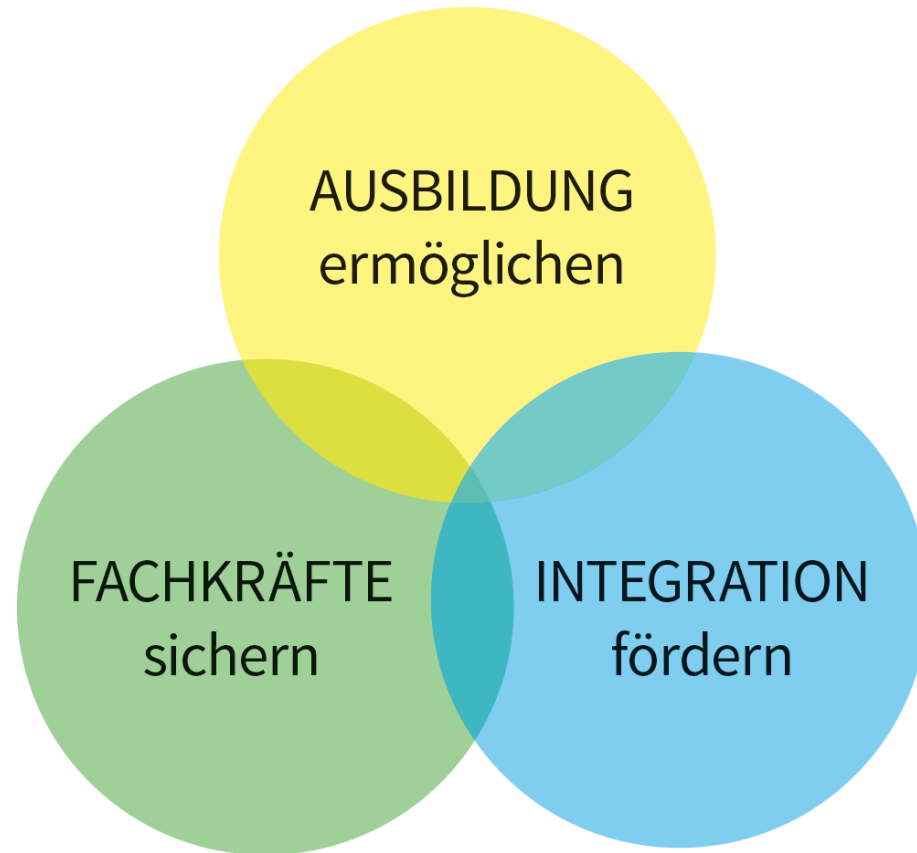 AUSBILDUNG
ermöglichen
FACHKRÄFTE
sichern
INTEGRATION
fördern